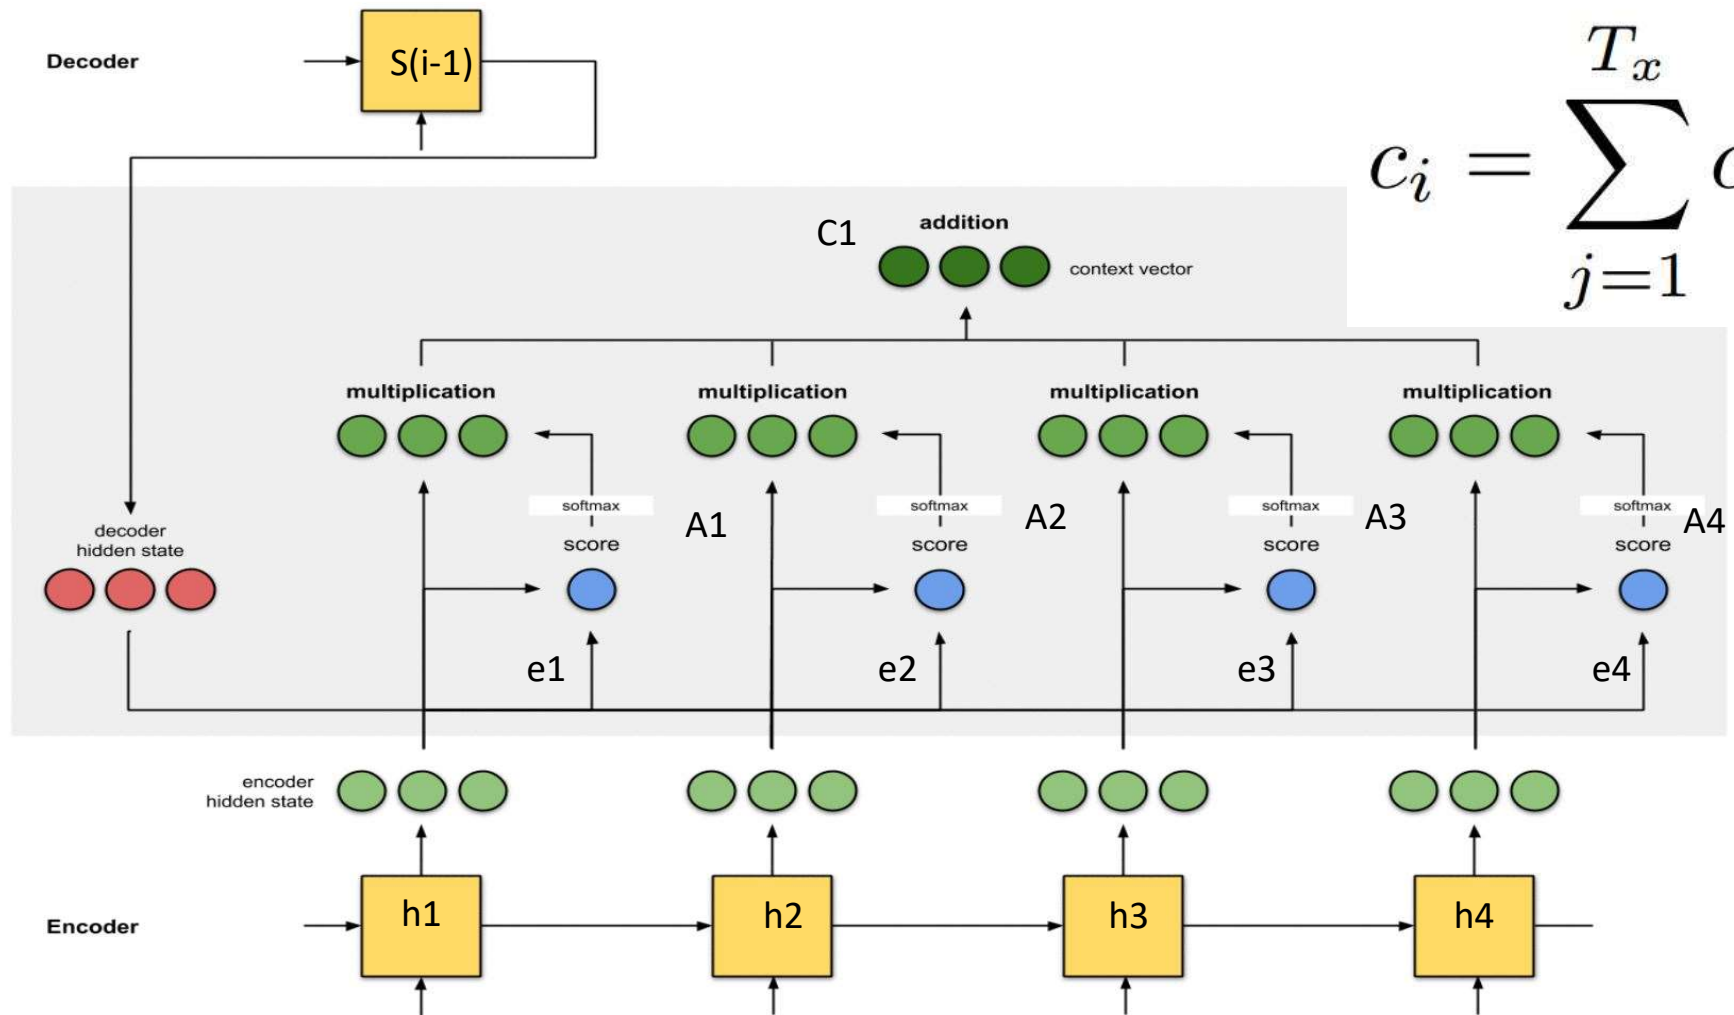 Decoder
S(i-1)
T_x
c_i = ∑
j=1
C1
addition
context vector
multiplication
multiplication
multiplication
multiplication
softmax
softmax
softmax
softmax
A1
A2
A3
A4
decoder
hidden state
score
score
score
score
e1
e2
e3
e4
encoder
hidden state
Encoder
h1
h2
h3
h4